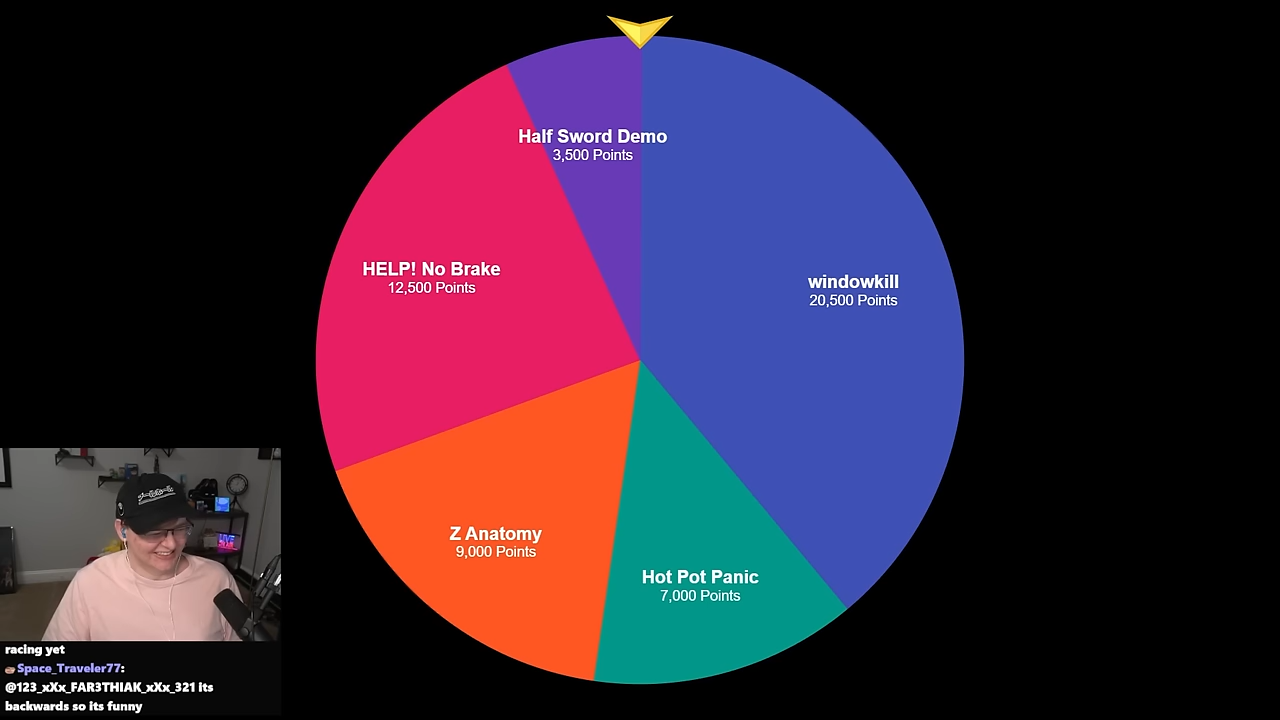 Half Sword Demo
3,500 Points
HELP! No Brake
12,500 Points
windowkill
20,500 Points
Z Anatomy
9,000 Points
Hot Pot Panic
7,000 Points
racing yet
Space_Traveler77:
@123_xXx_FAR3THIAK_xXx_321 Its
backwards so its funny